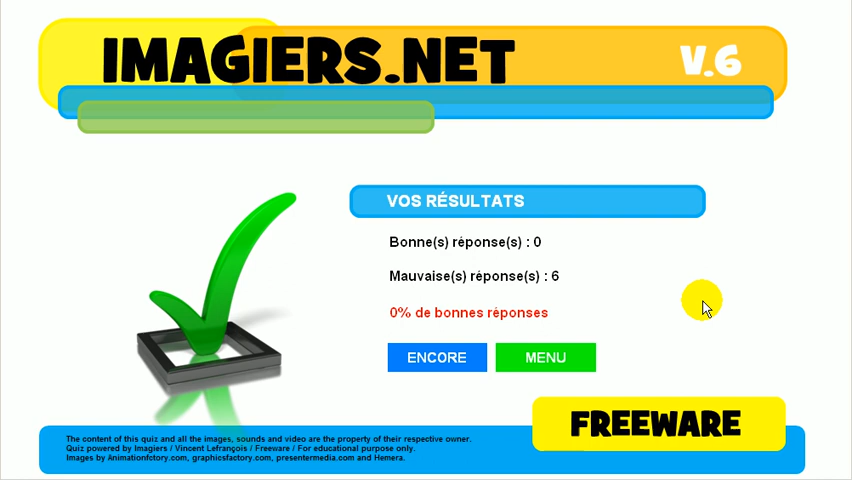 IMAGIERS.NET
V.6
VOS RÉSULTATS
Bonne(s) réponse(s) : 0
Mauvaise(s) réponse(s) : 6
0% de bonnes réponses
ENCORE
MENU
FREEWARE
The content of this quiz and all the images, sounds and video are the property of their respective owner.
Quiz powered by Imagiers / Vincent Lefrançois / Freeware / For educational purpose only.
Images by Animationfctory.com, graphicsfactory.com, presentermedia.com and Hemera.